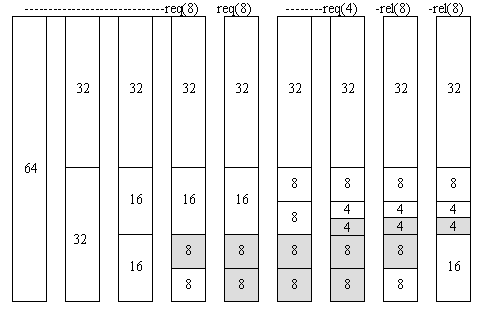 ---------------------------req(8) req(8) --------req(4) -rel(8) -rel(8)
32 32 32 32 32 32 32 32
64
8 8 8 8
16 16 16
8 4 4 4
32
4 4 4
8 8 8 8 8
16 16
8 8 8 8 8